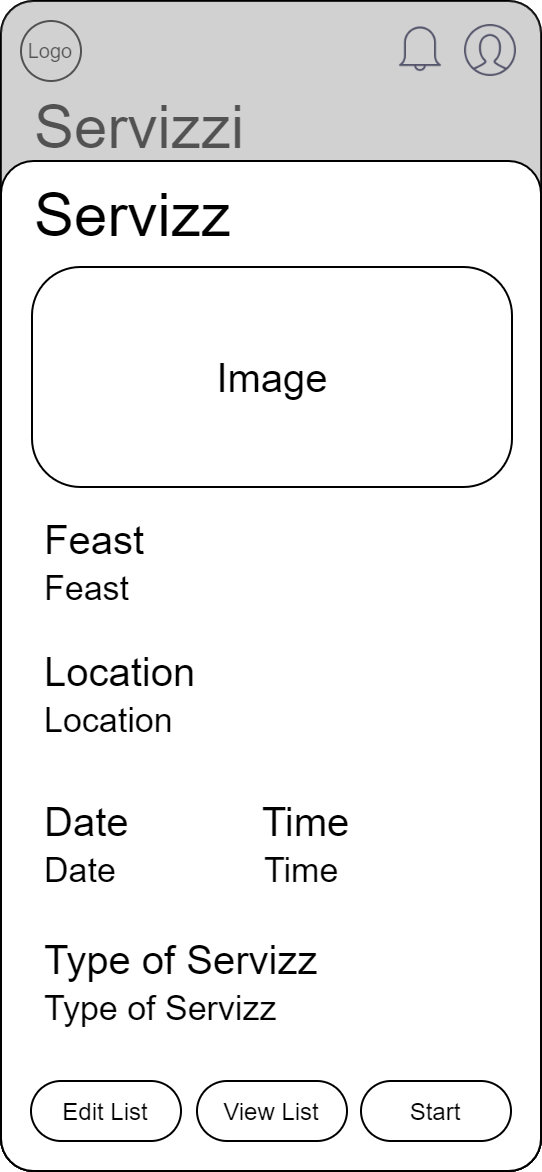 Logo
Servizzi
Servizz
Image
Feast
Feast
Location
Location
Date Time
Date Time
Type of Servizz
Type of Servizz
Edit List View List Start